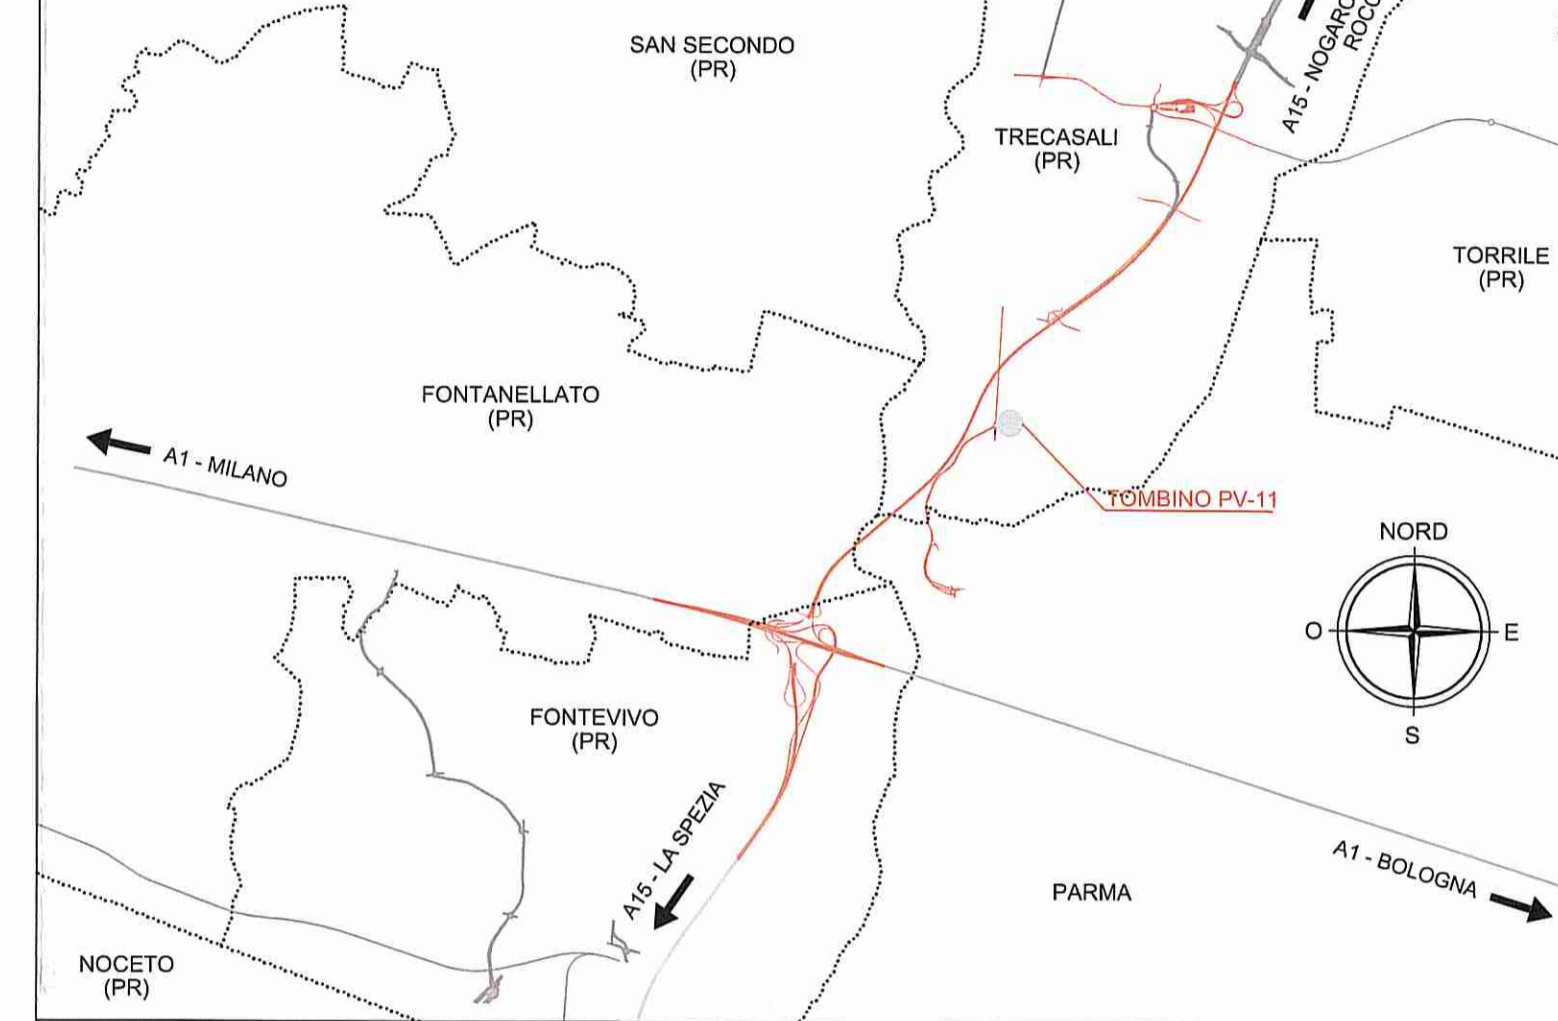 SAN SECONDO
(PR)
A15 - NOGARO
TRECASALI
(PR)
TORRILE
(PR)
FONTANELLATO
(PR)
A1 - MILANO
TOMBINO PV-11
NORD
O
E
S
FONTEVIVO
(PR)
A15 - LA SPEZIA
A1 - BOLOGNA
PARMA
NOCETO
(PR)